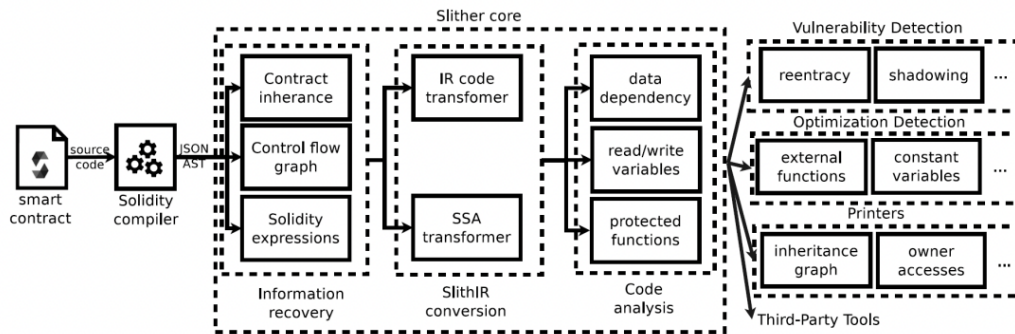 Slither core
Vulnerability Detection
reentracy
shadowing
...
Contract
inherance
IR code
transfomer
data
dependency
Optimization Detection
source
code
JSON
AST
Control flow
graph
read/write
variables
external
functions
constant
variables
...
smart
contract
Solidity
compiler
Solidity
expressions
SSA
transformer
protected
functions
Printers
inheritance
graph
owner
accesses
...
Information
recovery
SlithIR
conversion
Code
analysis
Third-Party Tools